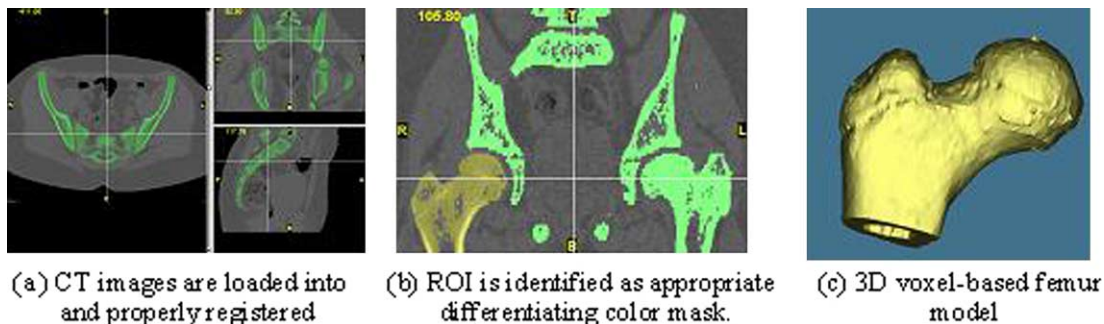 105.80
T
R
L
B
(a) CT images are loaded into
and properly registered
(b) ROI is identified as appropriate
differentiating color mask.
(c) 3D voxel-based femur
model